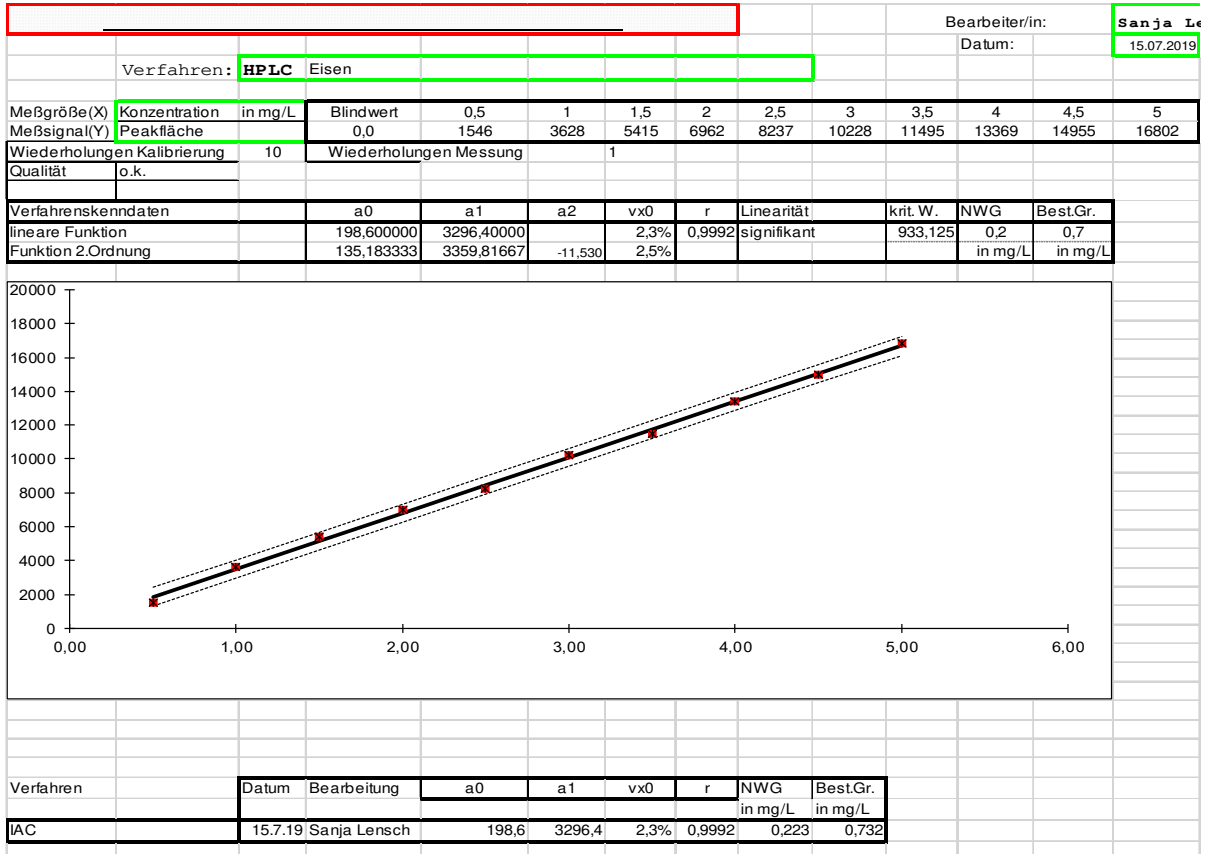 Bearbeiter/in: Sanja Le
Datum: 15.07.2019
Verfahren: HPLC Eisen
Meßgröße(X) Konzentration in mg/L Blindwert 0,5 1 1,5 2 2,5 3 3,5 4 4,5 5
Meßsignal(Y) Peakfläche 0,0 1546 3628 5415 6962 8237 10228 11495 13369 14955 16802
Wiederholungen Kalibrierung 10 Wiederholungen Messung 1
Qualität o.k.
Verfahrenskenndaten a0 a1 a2 vx0 r Linearität krit. W. NWG Best.Gr.
lineare Funktion 198,600000 3296,40000 2,3% 0,9992 signifikant 933,125 0,2 0,7
Funktion 2.Ordnung 135,183333 3359,81667 -11,530 2,5% in mg/L in mg/L
20000
18000
16000
14000
12000
10000
8000
6000
4000
2000
0
0,00 1,00 2,00 3,00 4,00 5,00 6,00
Verfahren Datum Bearbeitung a0 a1 vx0 r NWG Best.Gr.
in mg/L in mg/L
IAC 15.7.19 Sanja Lensch 198,6 3296,4 2,3% 0,9992 0,223 0,732